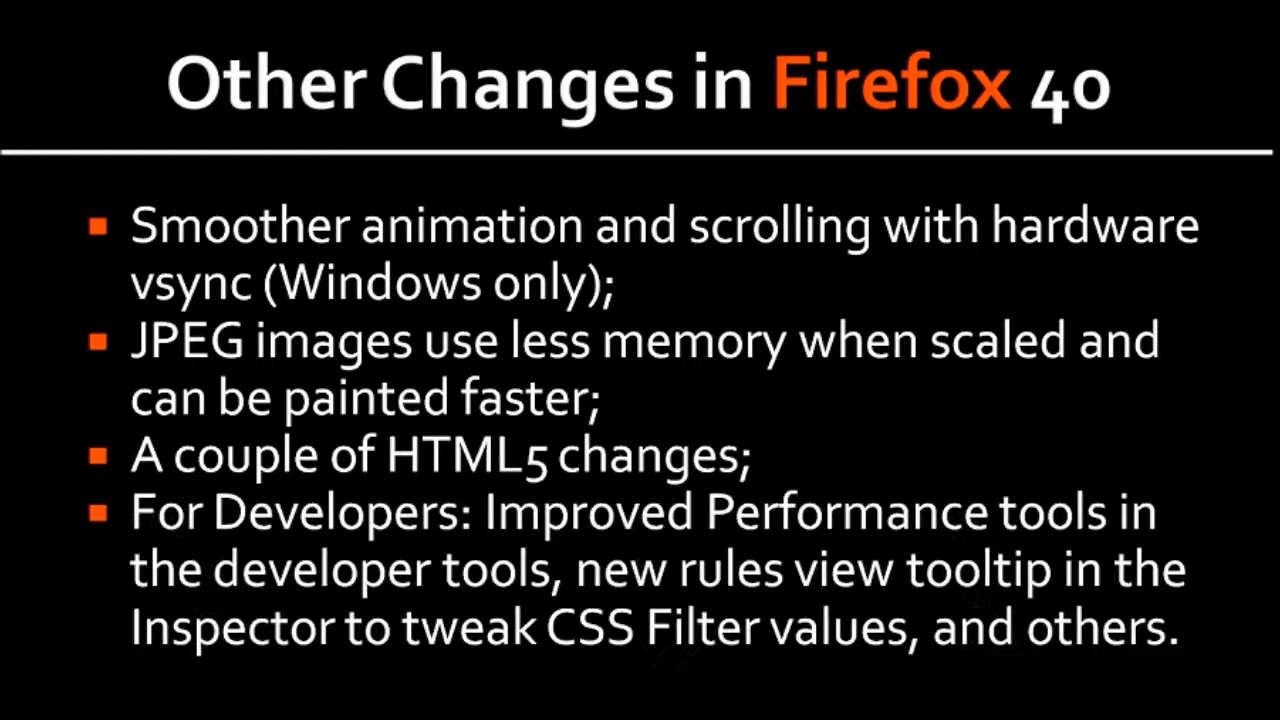 Other Changes in Firefox 40
Smoother animation and scrolling with hardware
vsync (Windows only);
JPEG images use less memory when scaled and
can be painted faster;
A couple of HTML5 changes;
For Developers: Improved Performance tools in
the developer tools, new rules view tooltip in the
Inspector to tweak CSS Filter values, and others.